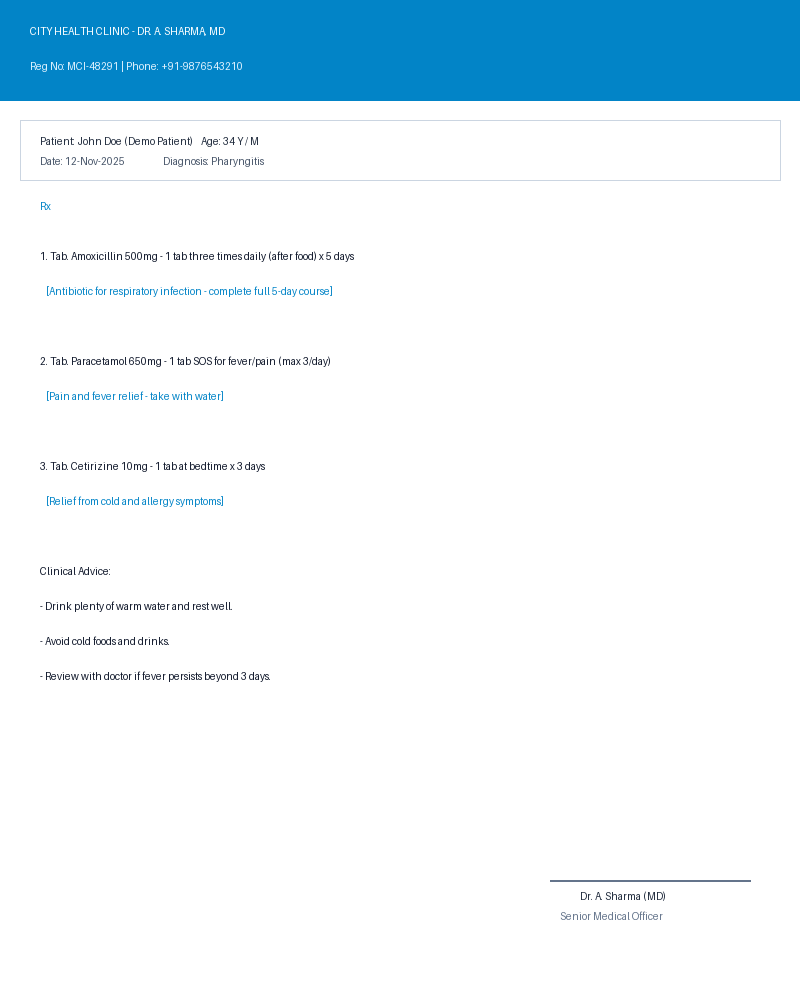 CITY HEALTH CLINIC - DR. A. SHARMA, MD
Reg No: MCI-48291 | Phone: +91-9876543210
Patient: John Doe (Demo Patient) Age: 34 Y / M
Date: 12-Nov-2025 Diagnosis: Pharyngitis
Rx
1. Tab. Amoxicillin 500mg - 1 tab three times daily (after food) x 5 days
[Antibiotic for respiratory infection - complete full 5-day course]
2. Tab. Paracetamol 650mg - 1 tab SOS for fever/pain (max 3/day)
[Pain and fever relief - take with water]
3. Tab. Cetirizine 10mg - 1 tab at bedtime x 3 days
[Relief from cold and allergy symptoms]
Clinical Advice:
- Drink plenty of warm water and rest well.
- Avoid cold foods and drinks.
- Review with doctor if fever persists beyond 3 days.
Dr. A. Sharma (MD)
Senior Medical Officer